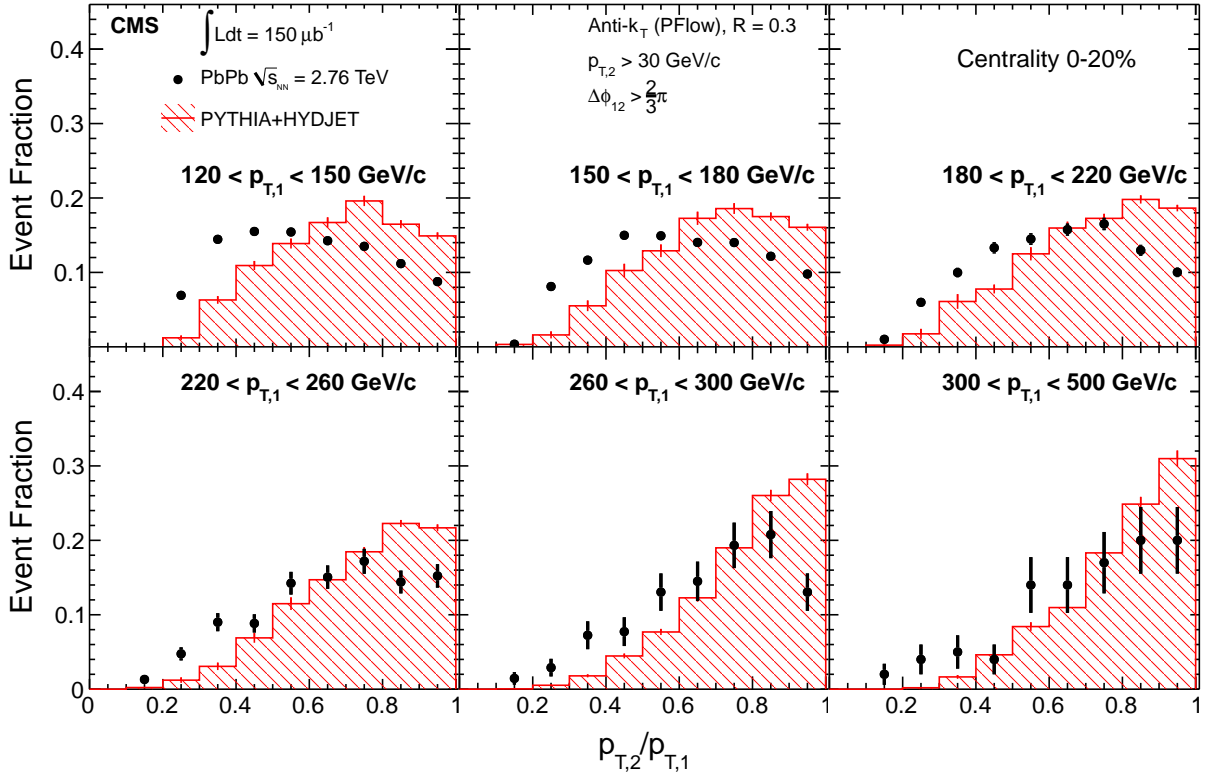 CMS
∫Ldt = 150 μb⁻¹
PbPb √s_NN = 2.76 TeV
PYTHIA+HYDJET
120 < p_T,1 < 150 GeV/c
Anti-k_T (PFlow), R = 0.3
p_T,2 > 30 GeV/c
Δϕ_12 > 2/3 π
150 < p_T,1 < 180 GeV/c
Centrality 0-20%
180 < p_T,1 < 220 GeV/c
Event Fraction
0.4
0.3
0.2
0.1
220 < p_T,1 < 260 GeV/c
260 < p_T,1 < 300 GeV/c
300 < p_T,1 < 500 GeV/c
Event Fraction
0.4
0.3
0.2
0.1
0
0 0.2 0.4 0.6 0.8 1
0.2 0.4 0.6 0.8 1
0.2 0.4 0.6 0.8 1
p_T,2/p_T,1